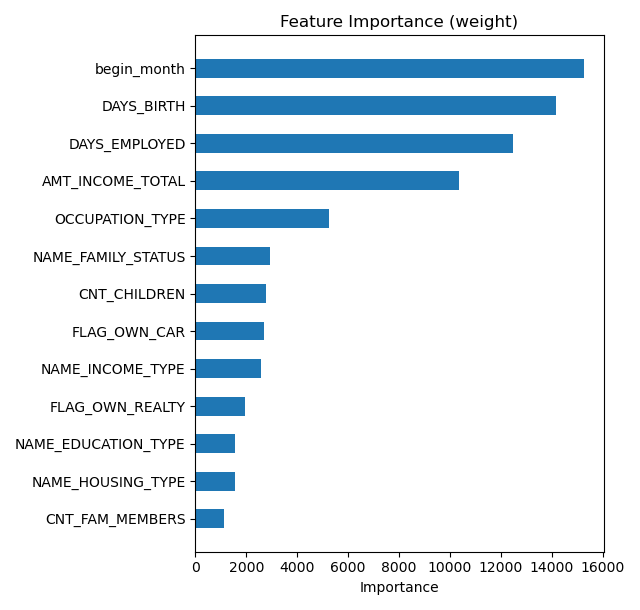 Feature Importance (weight)
begin_month
DAYS_BIRTH
DAYS_EMPLOYED
AMT_INCOME_TOTAL
OCCUPATION_TYPE
NAME_FAMILY_STATUS
CNT_CHILDREN
FLAG_OWN_CAR
NAME_INCOME_TYPE
FLAG_OWN_REALTY
NAME_EDUCATION_TYPE
NAME_HOUSING_TYPE
CNT_FAM_MEMBERS
0 2000 4000 6000 8000 10000 12000 14000 16000
Importance